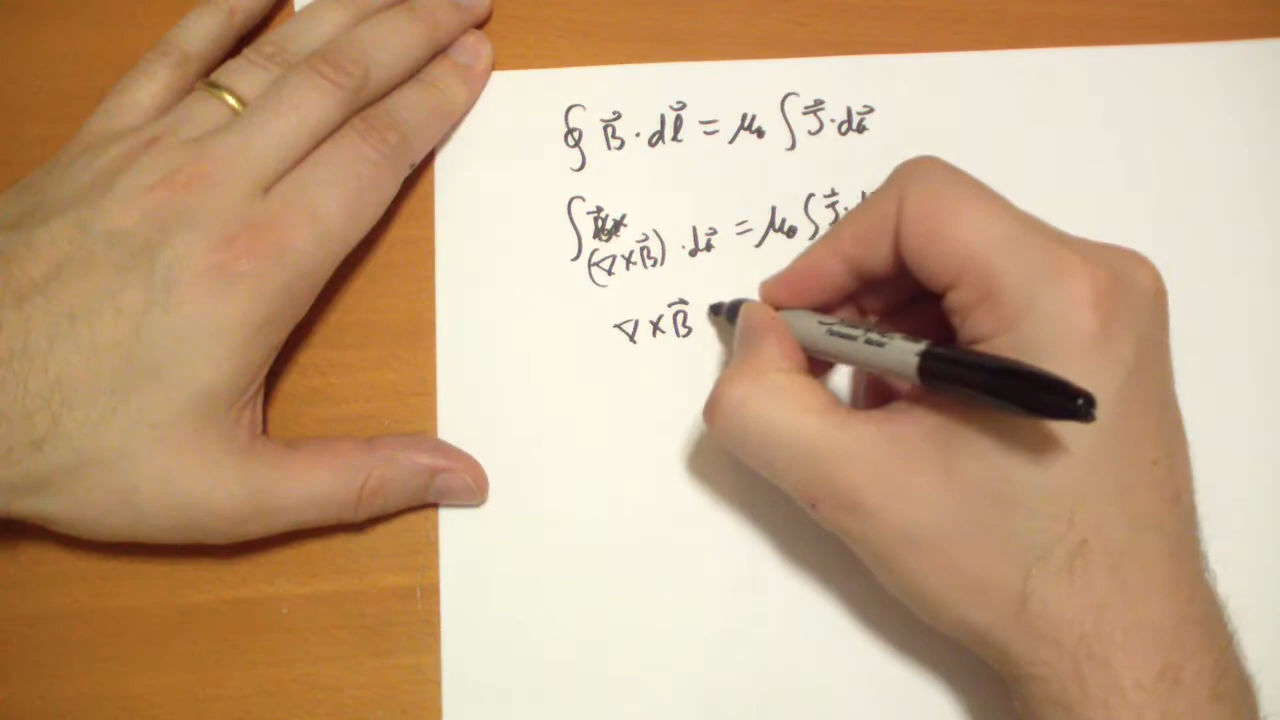 ∮ B⃗ · dl⃗ = μ₀ ∫ J⃗ · da⃗
∫ (∇ × B⃗) · da⃗ = μ₀ ∫ J⃗ · d
∇ × B⃗